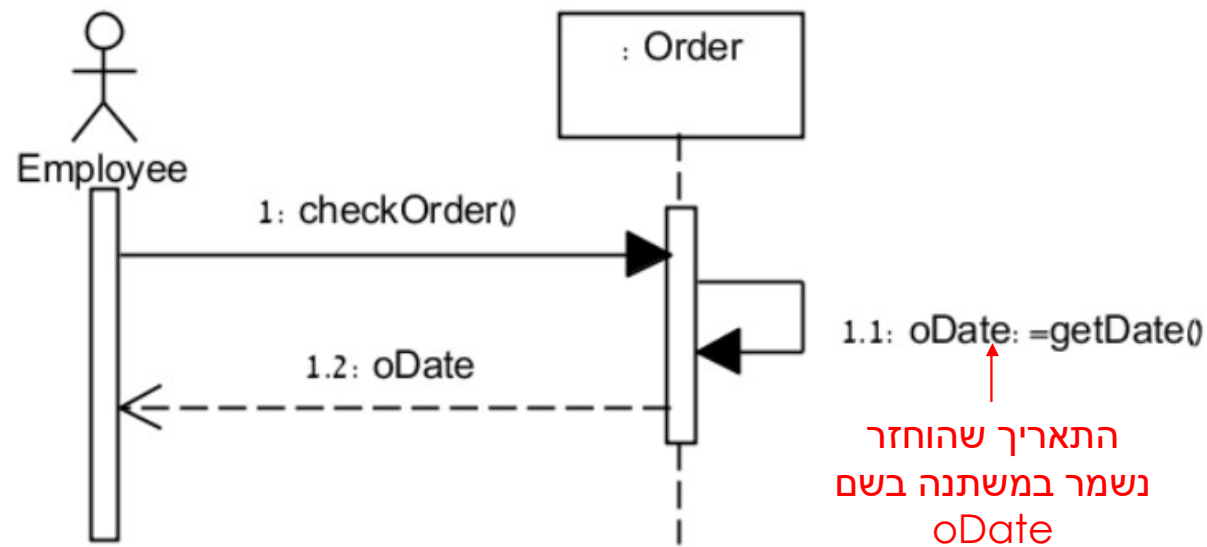 : Order
Employee
1: checkOrder()
1.1: oDate: =getDate()
1.2: oDate
התאריך שהוחזר
נשמר במשתנה בשם
oDate